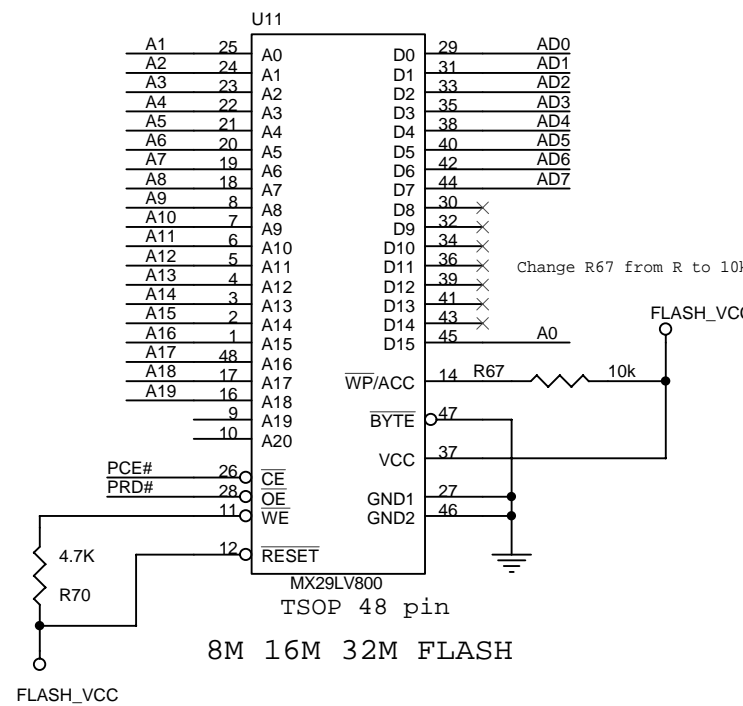 U11
A1 25 A0 D0 29 AD0
A2 24 A1 D1 31 AD1
A3 23 A2 D2 33 AD2
A4 22 A3 D3 35 AD3
A5 21 A4 D4 38 AD4
A6 20 A5 D5 40 AD5
A7 19 A6 D6 42 AD6
A8 18 A7 D7 44 AD7
A9 8 A8 D8 30
A10 7 A9 D9 32
A11 6 A10 D10 34
A12 5 A11 D11 36
Change R67 from R to 10k
A13 4 A12 D12 39
A14 3 A13 D13 41
A15 2 A14 D14 43
FLASH_VCC
A16 1 A15 D15 45 A0
A17 48 A16
A18 17 A17 WP/ACC 14 R67 10k
A19 16 A18
9 A19 BYTE 47
10 A20
VCC 37
PCE# 26 CE
PRD# 28 OE GND1 27
11 WE GND2 46
12 RESET
4.7K
R70
MX29LV800
TSOP 48 pin
8M 16M 32M FLASH
FLASH_VCC